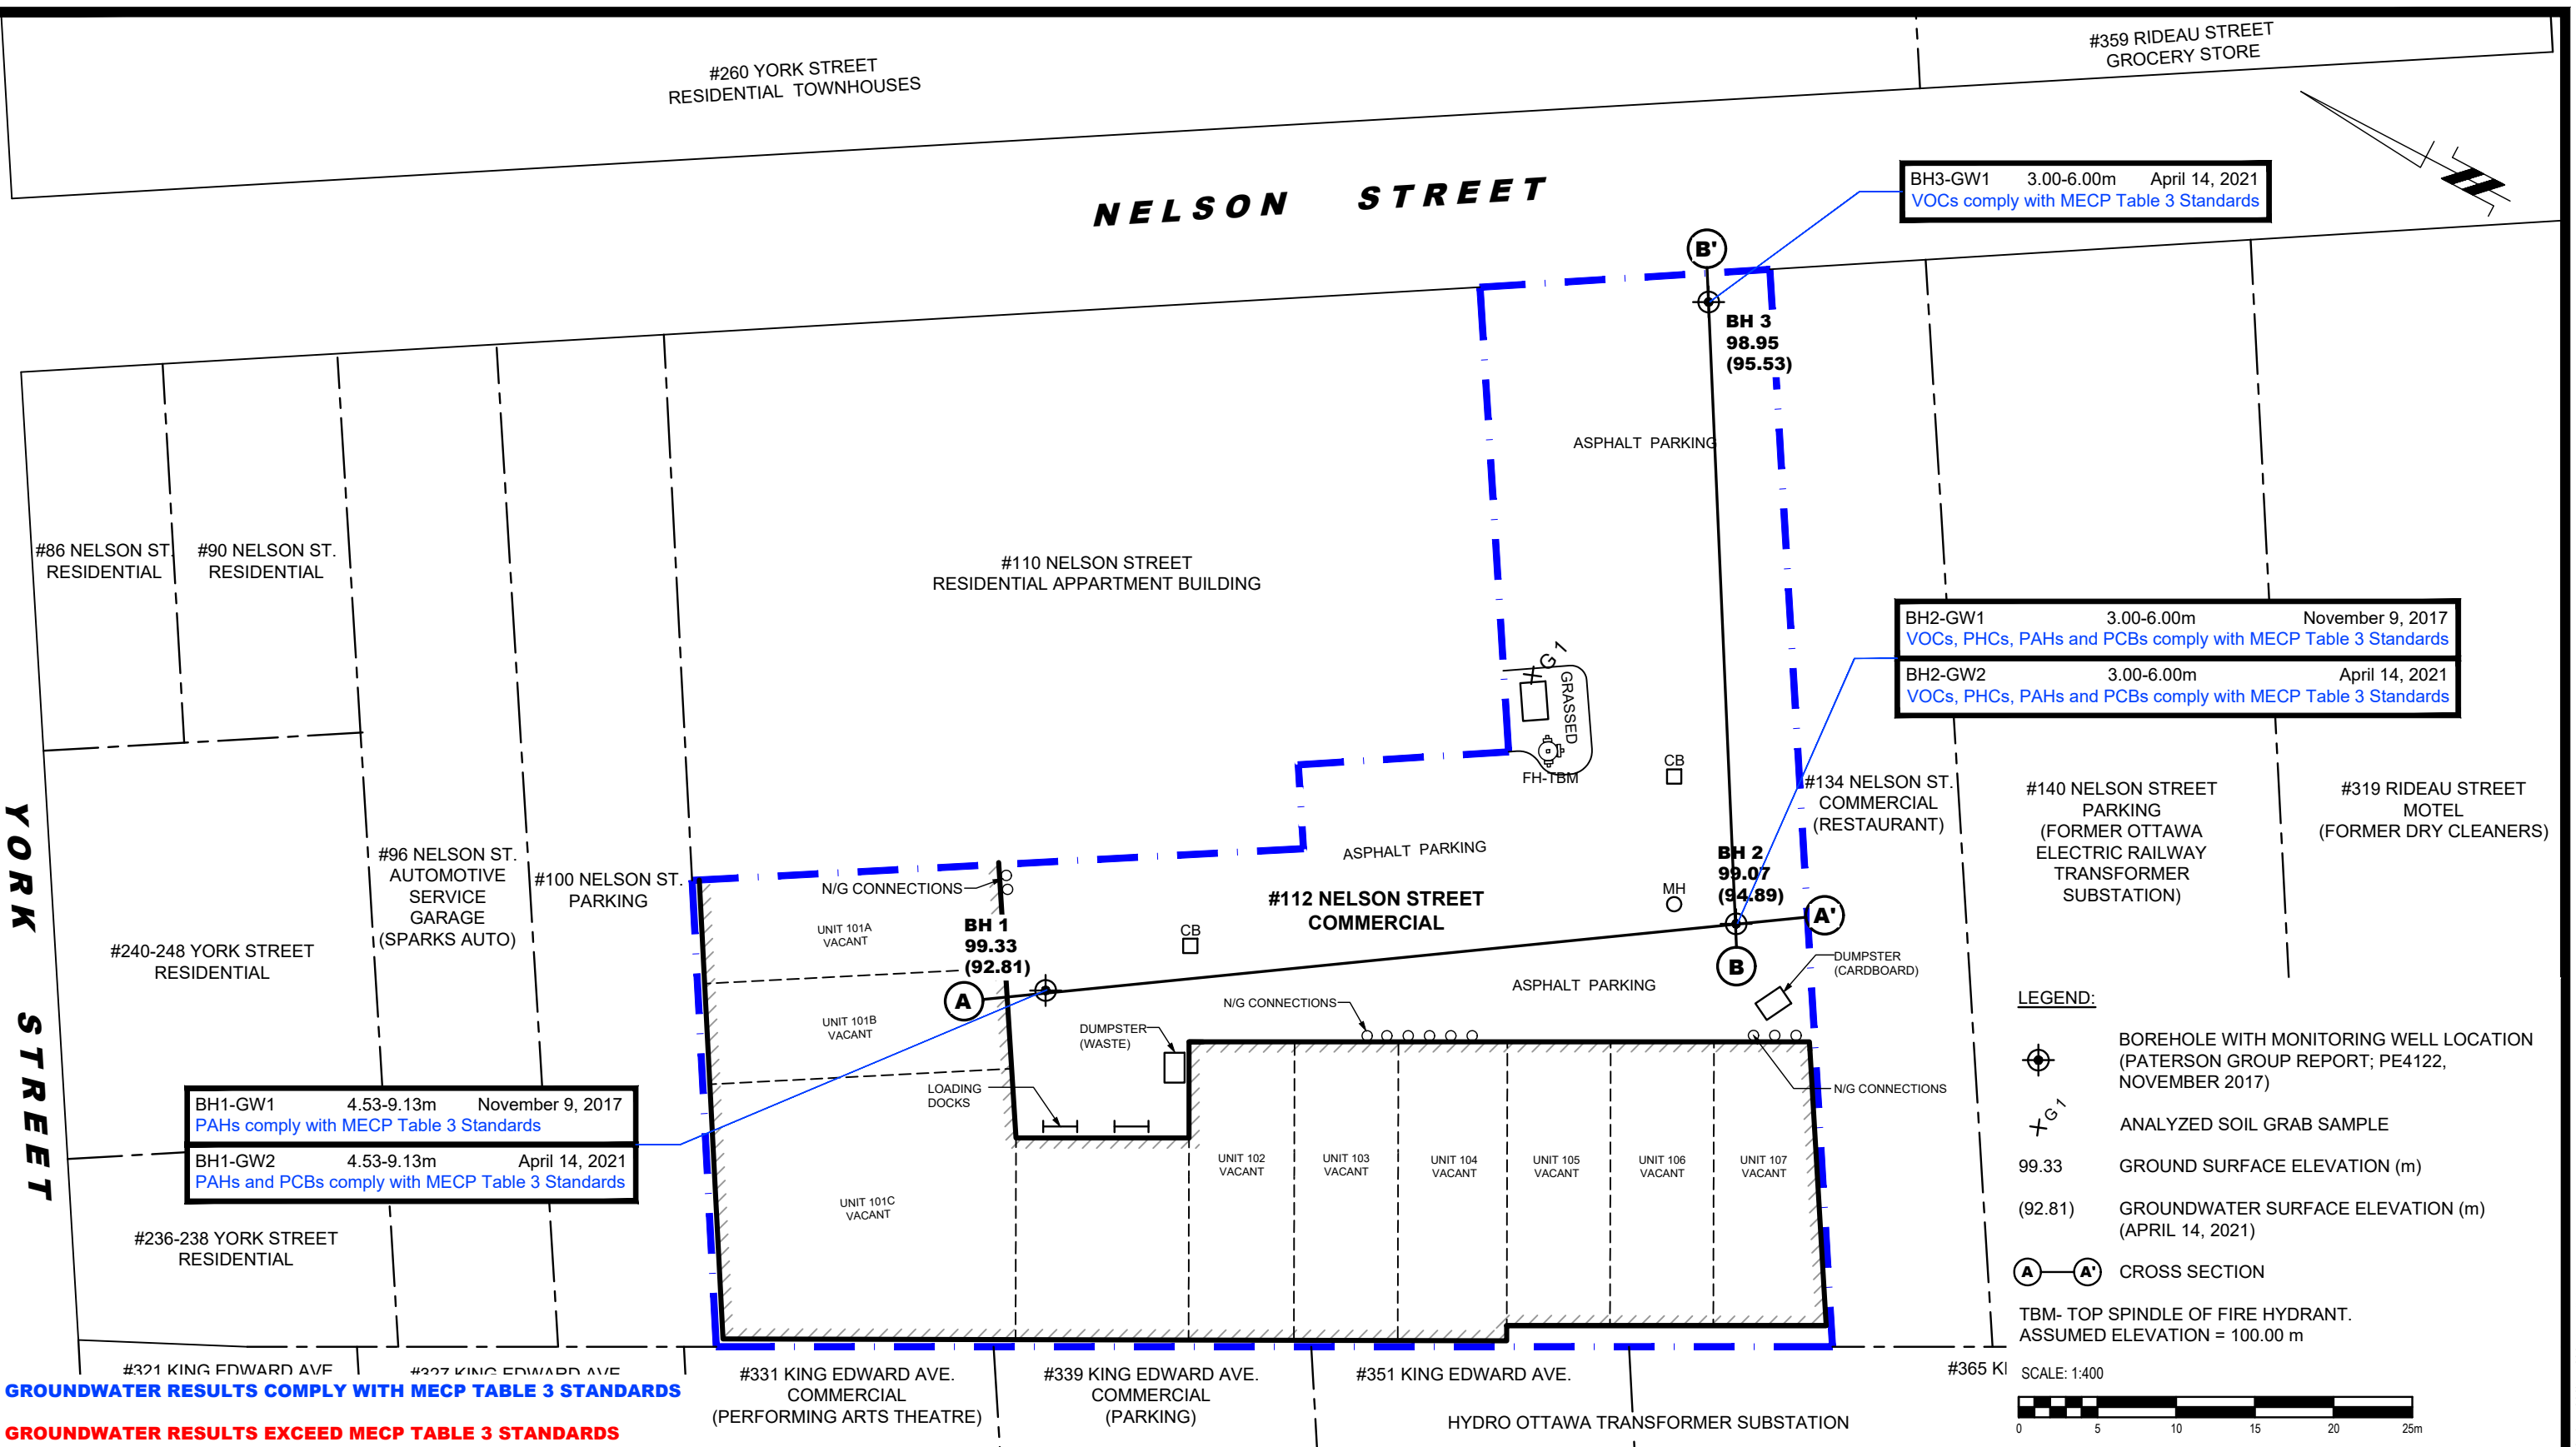 #260 YORK STREET
RESIDENTIAL TOWNHOUSES
#359 RIDEAU STREET
GROCERY STORE
NELSON STREET
BH3-GW1 3.00-6.00m April 14, 2021
VOCs comply with MECP Table 3 Standards
B'
BH 3
98.95
(95.53)
ASPHALT PARKING
#86 NELSON ST.
RESIDENTIAL
#90 NELSON ST.
RESIDENTIAL
#110 NELSON STREET
RESIDENTIAL APPARTMENT BUILDING
BH2-GW1 3.00-6.00m November 9, 2017
VOCs, PHCs, PAHs and PCBs comply with MECP Table 3 Standards
BH2-GW2 3.00-6.00m April 14, 2021
VOCs, PHCs, PAHs and PCBs comply with MECP Table 3 Standards
G 1
GRASSED
FH-TBM
CB
#134 NELSON ST.
COMMERCIAL
(RESTAURANT)
#140 NELSON STREET
PARKING
(FORMER OTTAWA
ELECTRIC RAILWAY
TRANSFORMER
SUBSTATION)
#319 RIDEAU STREET
MOTEL
(FORMER DRY CLEANERS)
YORK STREET
#96 NELSON ST.
AUTOMOTIVE
SERVICE
GARAGE
(SPARKS AUTO)
#100 NELSON ST.
PARKING
#240-248 YORK STREET
RESIDENTIAL
N/G CONNECTIONS
ASPHALT PARKING
#112 NELSON STREET
COMMERCIAL
BH 2
99.07
(94.89)
MH
A'
B
UNIT 101A
VACANT
BH 1
99.33
(92.81)
CB
A
UNIT 101B
VACANT
N/G CONNECTIONS
ASPHALT PARKING
DUMPSTER
(CARDBOARD)
DUMPSTER
(WASTE)
LOADING
DOCKS
N/G CONNECTIONS
BH1-GW1 4.53-9.13m November 9, 2017
PAHs comply with MECP Table 3 Standards
BH1-GW2 4.53-9.13m April 14, 2021
PAHs and PCBs comply with MECP Table 3 Standards
#236-238 YORK STREET
RESIDENTIAL
UNIT 101C
VACANT
UNIT 102
VACANT
UNIT 103
VACANT
UNIT 104
VACANT
UNIT 105
VACANT
UNIT 106
VACANT
UNIT 107
VACANT
LEGEND:
BOREHOLE WITH MONITORING WELL LOCATION
(PATERSON GROUP REPORT; PE4122,
NOVEMBER 2017)
G 1
ANALYZED SOIL GRAB SAMPLE
99.33 GROUND SURFACE ELEVATION (m)
(92.81) GROUNDWATER SURFACE ELEVATION (m)
(APRIL 14, 2021)
A A' CROSS SECTION
TBM- TOP SPINDLE OF FIRE HYDRANT.
ASSUMED ELEVATION = 100.00 m
SCALE: 1:400
0 5 10 15 20 25m
#321 KING EDWARD AVE
KING EDWARD AVE
#331 KING EDWARD AVE.
COMMERCIAL
(PERFORMING ARTS THEATRE)
#339 KING EDWARD AVE.
COMMERCIAL
(PARKING)
#351 KING EDWARD AVE.
#365 KI
HYDRO OTTAWA TRANSFORMER SUBSTATION
GROUNDWATER RESULTS COMPLY WITH MECP TABLE 3 STANDARDS
GROUNDWATER RESULTS EXCEED MECP TABLE 3 STANDARDS